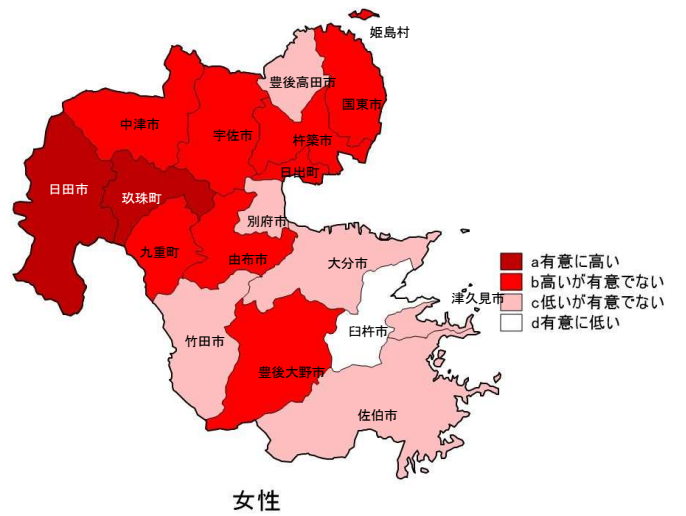 姫島村
豊後高田市
国東市
中津市
宇佐市
杵築市
日出町
日田市
玖珠町
別府市
九重町
由布市
大分市
津久見市
臼杵市
竹田市
豊後大野市
佐伯市
a有意に高い
b高いが有意でない
c低いが有意でない
d有意に低い
女性